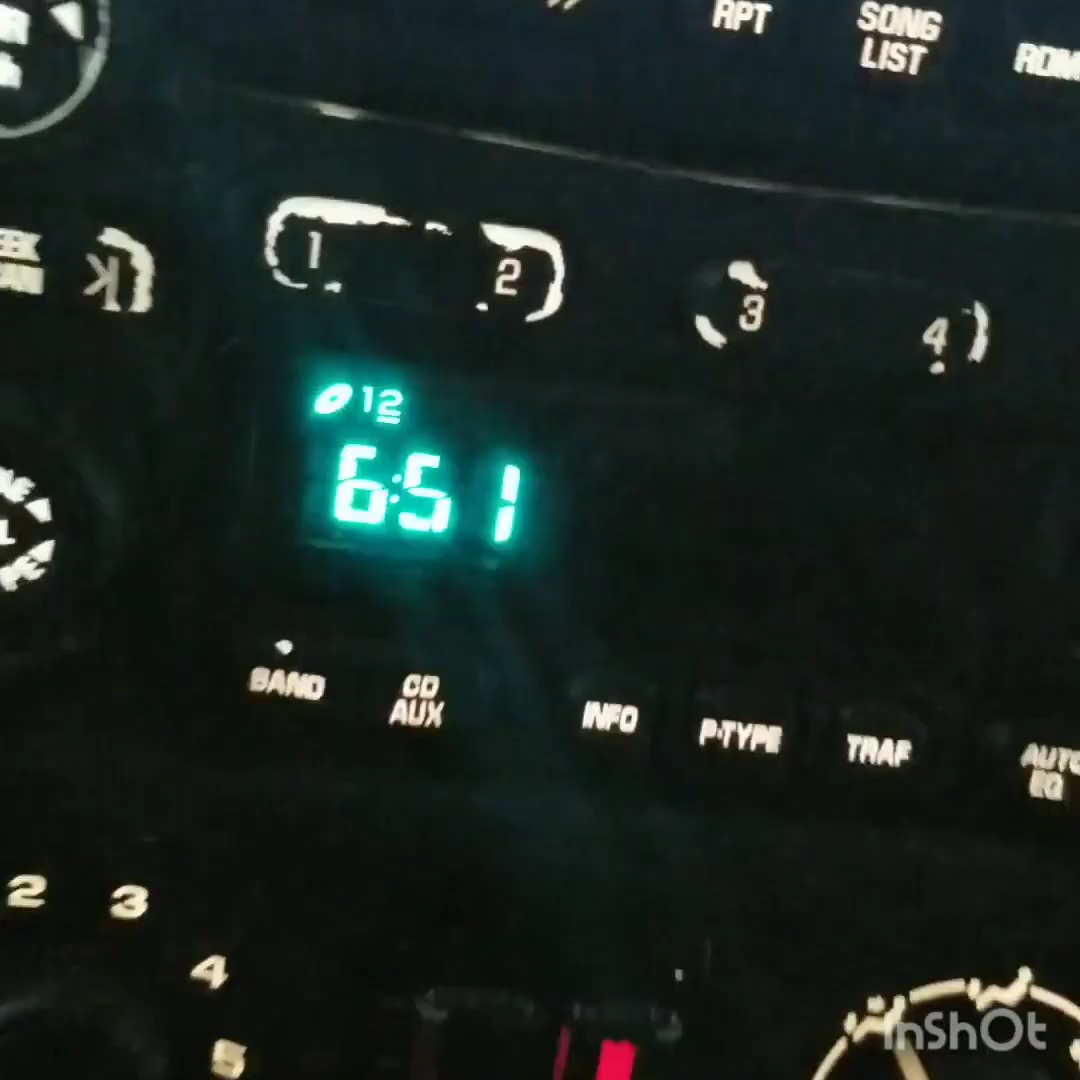 RPT
SONG
LIST
RDM
1
2
3
4
12
6:51
BAND
CD
AUX
INFO
P-TYPE
TRAF
AUTO
EQ
2
3
4
5
InShOt